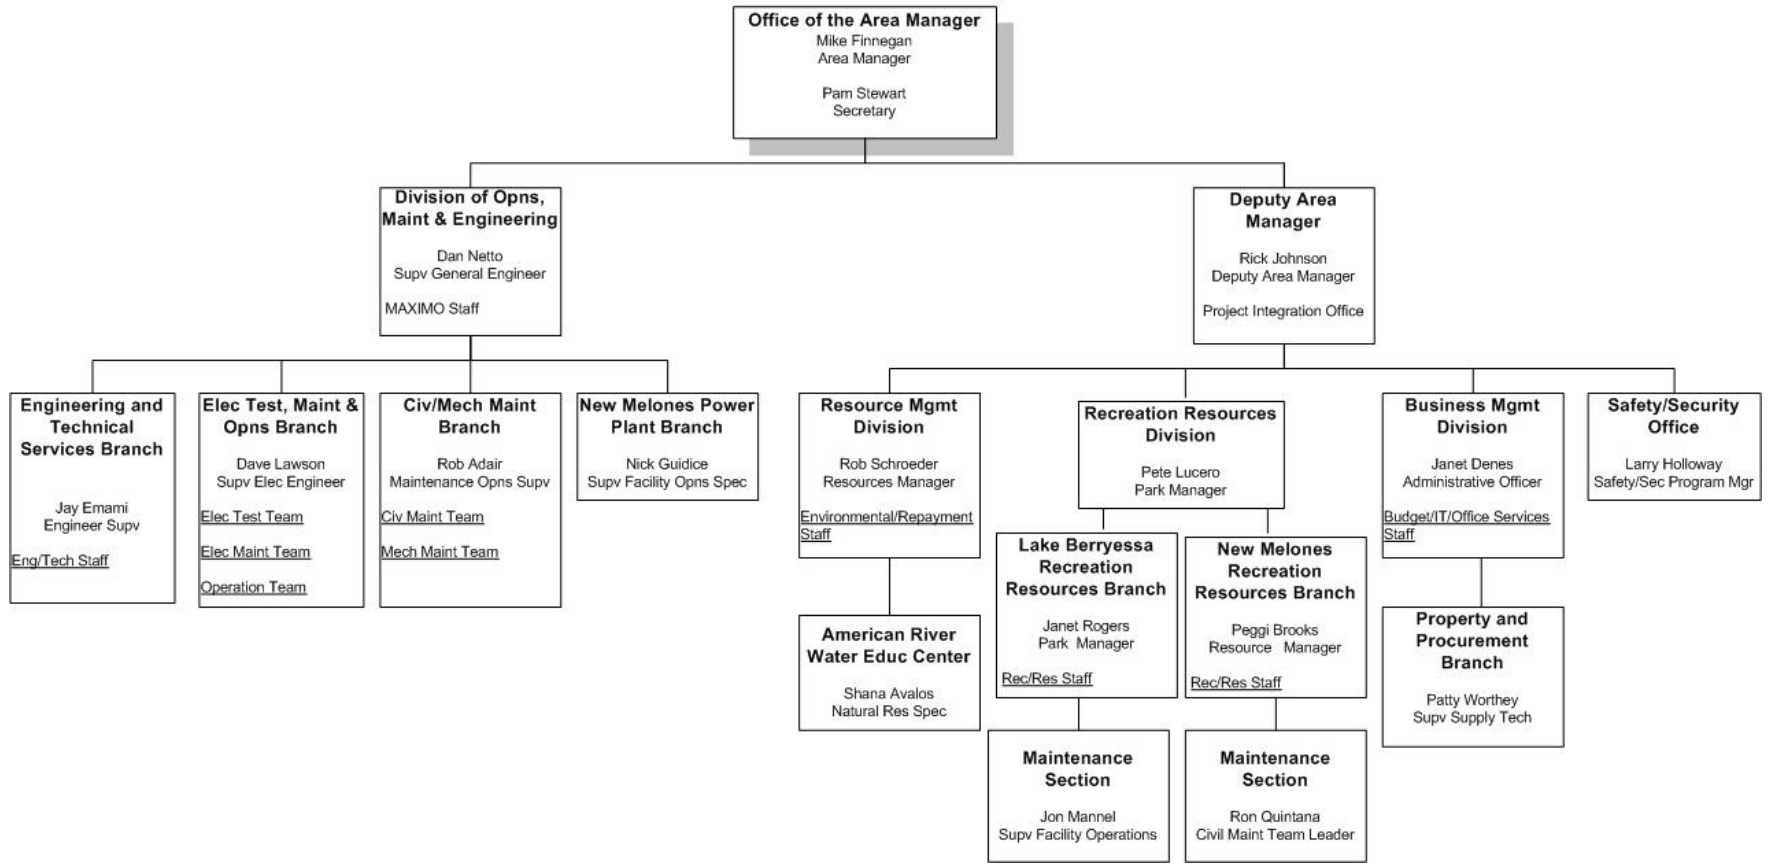 Office of the Area Manager
Mike Finnegan
Area Manager
Pam Stewart
Secretary
Division of Opns,
Maint & Engineering
Dan Netto
Supv General Engineer
MAXIMO Staff
Deputy Area
Manager
Rick Johnson
Deputy Area Manager
Project Integration Office
Engineering and
Technical
Services Branch
Jay Emami
Engineer Supv
Eng/Tech Staff
Elec Test, Maint &
Opns Branch
Dave Lawson
Supv Elec Engineer
Elec Test Team
Elec Maint Team
Operation Team
Civ/Mech Maint
Branch
Rob Adair
Maintenance Opns Supv
Civ Maint Team
Mech Maint Team
New Melones Power
Plant Branch
Nick Guidice
Supv Facility Opns Spec
Resource Mgmt
Division
Rob Schroeder
Resources Manager
Environmental/Repayment
Staff
American River
Water Educ Center
Shana Avalos
Natural Res Spec
Recreation Resources
Division
Pete Lucero
Park Manager
Lake Berryessa
Recreation
Resources Branch
Janet Rogers
Park Manager
Rec/Res Staff
Maintenance
Section
Jon Mannel
Supv Facility Operations
New Melones
Recreation
Resources Branch
Peggi Brooks
Resource Manager
Rec/Res Staff
Maintenance
Section
Ron Quintana
Civil Maint Team Leader
Business Mgmt
Division
Janet Denes
Administrative Officer
Budget/IT/Office Services
Staff
Property and
Procurement
Branch
Patty Worthey
Supv Supply Tech
Safety/Security
Office
Larry Holloway
Safety/Sec Program Mgr